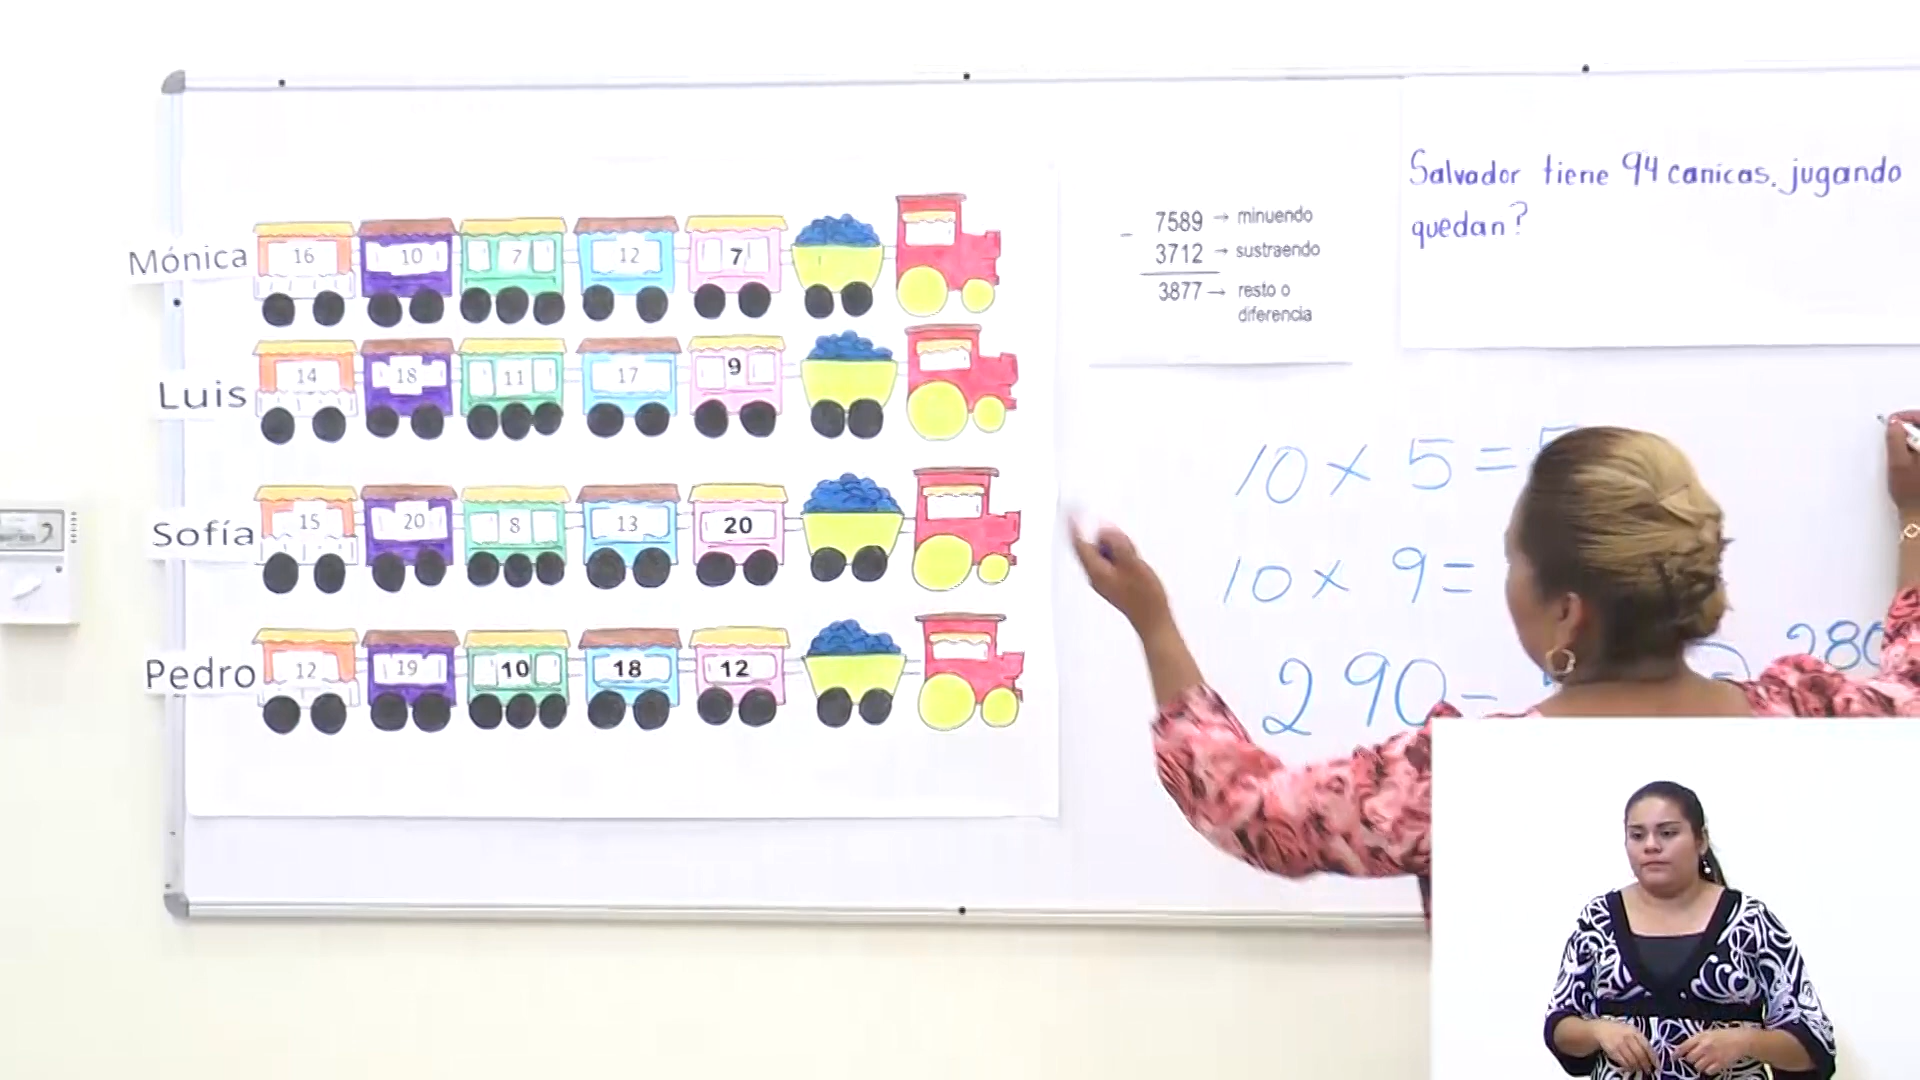 Mónica 16 10 7 12 7
Luis 14 18 11 17 9
Sofía 15 20 8 13 20
Pedro 12 19 10 18 12
7589 → minuendo
- 3712 → sustraendo
3877 → resto o
diferencia
Salvador tiene 94 canicas. jugando
quedan?
10 x 5 =
10 x 9 =
290 -
280